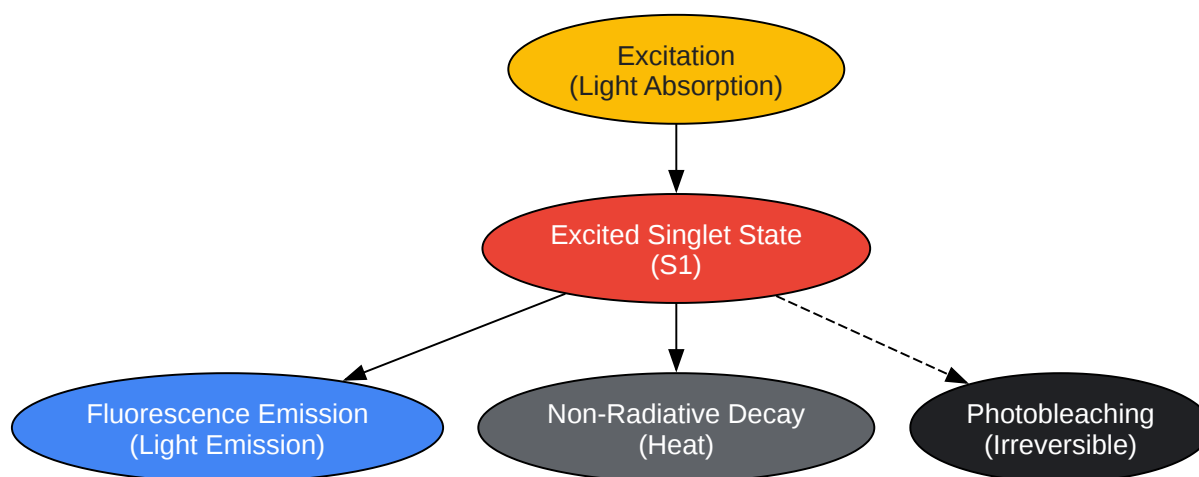 Excitation
(Light Absorption)
Excited Singlet State
(S1)
Fluorescence Emission
(Light Emission)
Non-Radiative Decay
(Heat)
Photobleaching
(Irreversible)